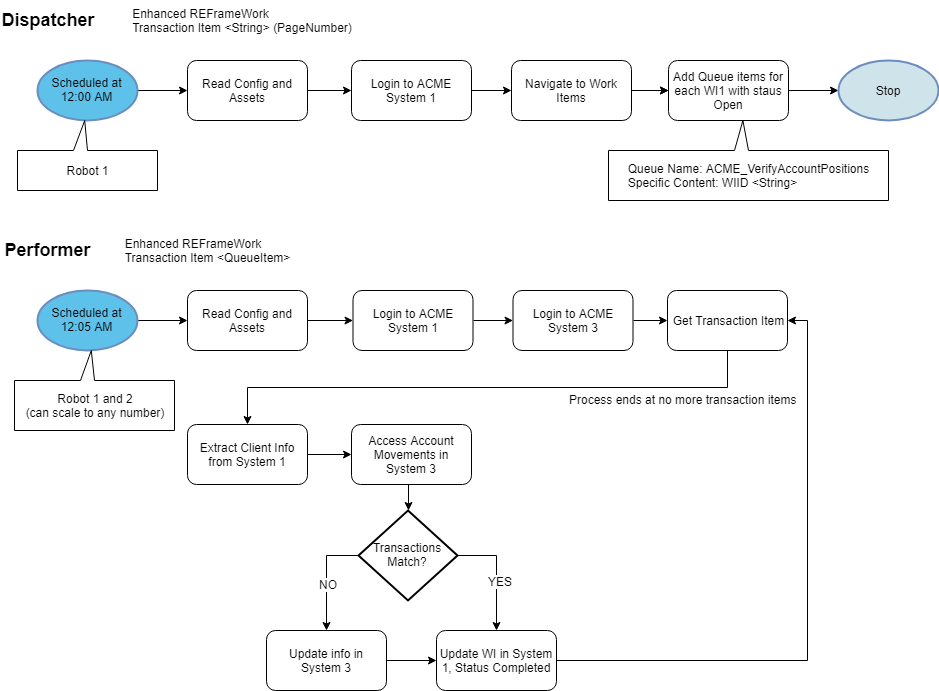 Dispatcher
Enhanced REFrameWork
Transaction Item <String> (PageNumber)
Scheduled at
12:00 AM
Read Config and
Assets
Login to ACME
System 1
Navigate to Work
Items
Add Queue items for
each WI1 with staus
Open
Stop
Robot 1
Queue Name: ACME_VerifyAccountPositions
Specific Content: WIID <String>
Performer
Enhanced REFrameWork
Transaction Item <QueueItem>
Scheduled at
12:05 AM
Read Config and
Assets
Login to ACME
System 1
Login to ACME
System 3
Get Transaction Item
Robot 1 and 2
(can scale to any number)
Process ends at no more transaction items
Extract Client Info
from System 1
Access Account
Movements in
System 3
Transactions
Match?
NO
YES
Update info in
System 3
Update WI in System
1, Status Completed